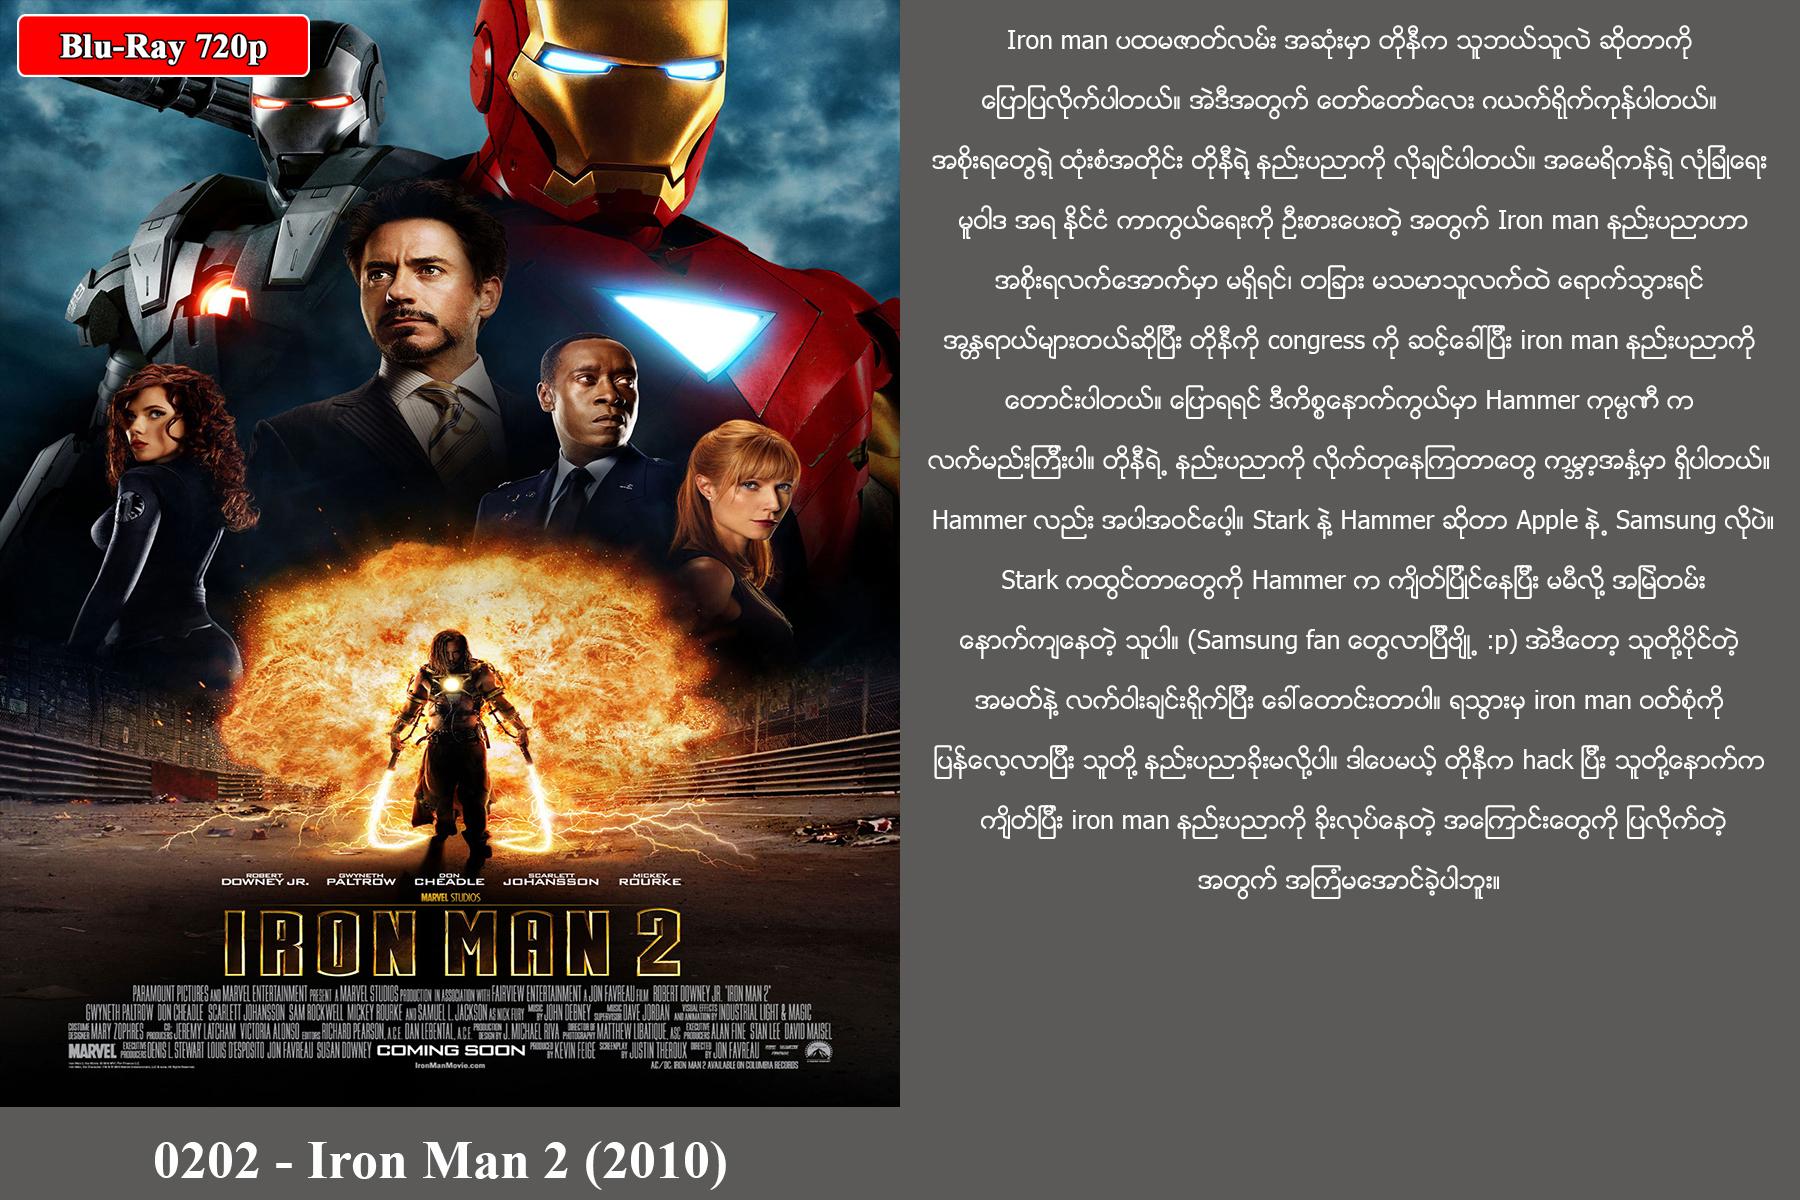 Blu-Ray 720p
Iron man ပထမဇာတ်လမ်း အဆုံးမှာ တိုနီက သူဘယ်သူလဲ ဆိုတာကို
ပြောပြလိုက်ပါတယ်။ အဲဒီအတွက် တော်တော်လေး ဂယက်ရိုက်ကုန်ပါတယ်။
အစိုးရတွေရဲ့ ထုံးစံအတိုင်း တိုနီရဲ့ နည်းပညာကို လိုချင်ပါတယ်။ အမေရိကန်ရဲ့ လုံခြုံရေး
မူဝါဒ အရ နိုင်ငံ ကာကွယ်ရေးကို ဦးစားပေးတဲ့ အတွက် Iron man နည်းပညာဟာ
အစိုးရလက်အောက်မှာ မရှိရင်၊ တခြား မသမာသူလက်ထဲ ရောက်သွားရင်
အန္တရာယ်များတယ်ဆိုပြီး တိုနီကို congress ကို ဆင့်ခေါ်ပြီး iron man နည်းပညာကို
တောင်းပါတယ်။ ပြောရရင် ဒီကိစ္စနောက်ကွယ်မှာ Hammer ကုမ္ပဏီ က
လက်မည်းကြီးပါ။ တိုနီရဲ့ နည်းပညာကို လိုက်တုနေကြတာတွေ ကမ္ဘာ့အနှံ့မှာ ရှိပါတယ်။
Hammer လည်း အပါအဝင်ပေါ့။ Stark နဲ့ Hammer ဆိုတာ Apple နဲ့ Samsung လိုပဲ။
Stark ကထွင်တာတွေကို Hammer က ကျိတ်ပြိုင်နေပြီး မမီလို့ အမြဲတမ်း
နောက်ကျနေတဲ့ သူပါ။ (Samsung fan တွေလာပြီဗျို့ :p) အဲဒီတော့ သူတို့ပိုင်တဲ့
အမတ်နဲ့ လက်ဝါးချင်းရိုက်ပြီး ခေါ်တောင်းတာပါ။ ရသွားမှ iron man ဝတ်စုံကို
ပြန်လေ့လာပြီး သူတို့ နည်းပညာခိုးမလို့ပါ။ ဒါပေမယ့် တိုနီက hack ပြီး သူတို့နောက်က
ကျိတ်ပြီး iron man နည်းပညာကို ခိုးလုပ်နေတဲ့ အကြောင်းတွေကို ပြလိုက်တဲ့
အတွက် အကြံမအောင်ခဲ့ပါဘူး။
ROBERT DOWNEY JR. GWYNETH PALTROW DON CHEADLE SCARLETT JOHANSSON MICKEY ROURKE
MARVEL STUDIOS
IRON MAN 2
PARAMOUNT PICTURES AND MARVEL ENTERTAINMENT PRESENT A MARVEL STUDIOS PRODUCTION IN ASSOCIATION WITH FAIRVIEW ENTERTAINMENT A JON FAVREAU FILM ROBERT DOWNEY JR. "IRON MAN 2"
GWYNETH PALTROW DON CHEADLE SCARLETT JOHANSSON SAM ROCKWELL MICKEY ROURKE AND SAMUEL L. JACKSON AS NICK FURY MUSIC BY JOHN DEBNEY MUSIC SUPERVISOR DAVE JORDAN VISUAL EFFECTS AND ANIMATION BY INDUSTRIAL LIGHT & MAGIC
COSTUME DESIGNER MARY ZOPHRES CO-PRODUCERS JEREMY LATCHAM VICTORIA ALONSO EDITORS RICHARD PEARSON, A.C.E. DAN LEBENTAL, A.C.E. PRODUCTION DESIGN BY J. MICHAEL RIVA DIRECTOR OF PHOTOGRAPHY MATTHEW LIBATIQUE, ASC EXECUTIVE PRODUCERS ALAN FINE STAN LEE DAVID MAISEL
MARVEL EXECUTIVE PRODUCERS DENIS L. STEWART LOUIS D'ESPOSITO JON FAVREAU SUSAN DOWNEY COMING SOON PRODUCED BY KEVIN FEIGE SCREENPLAY BY JUSTIN THEROUX DIRECTED BY JON FAVREAU
IronManMovie.com
AC/DC: IRON MAN 2 AVAILABLE ON COLUMBIA RECORDS
0202 - Iron Man 2 (2010)